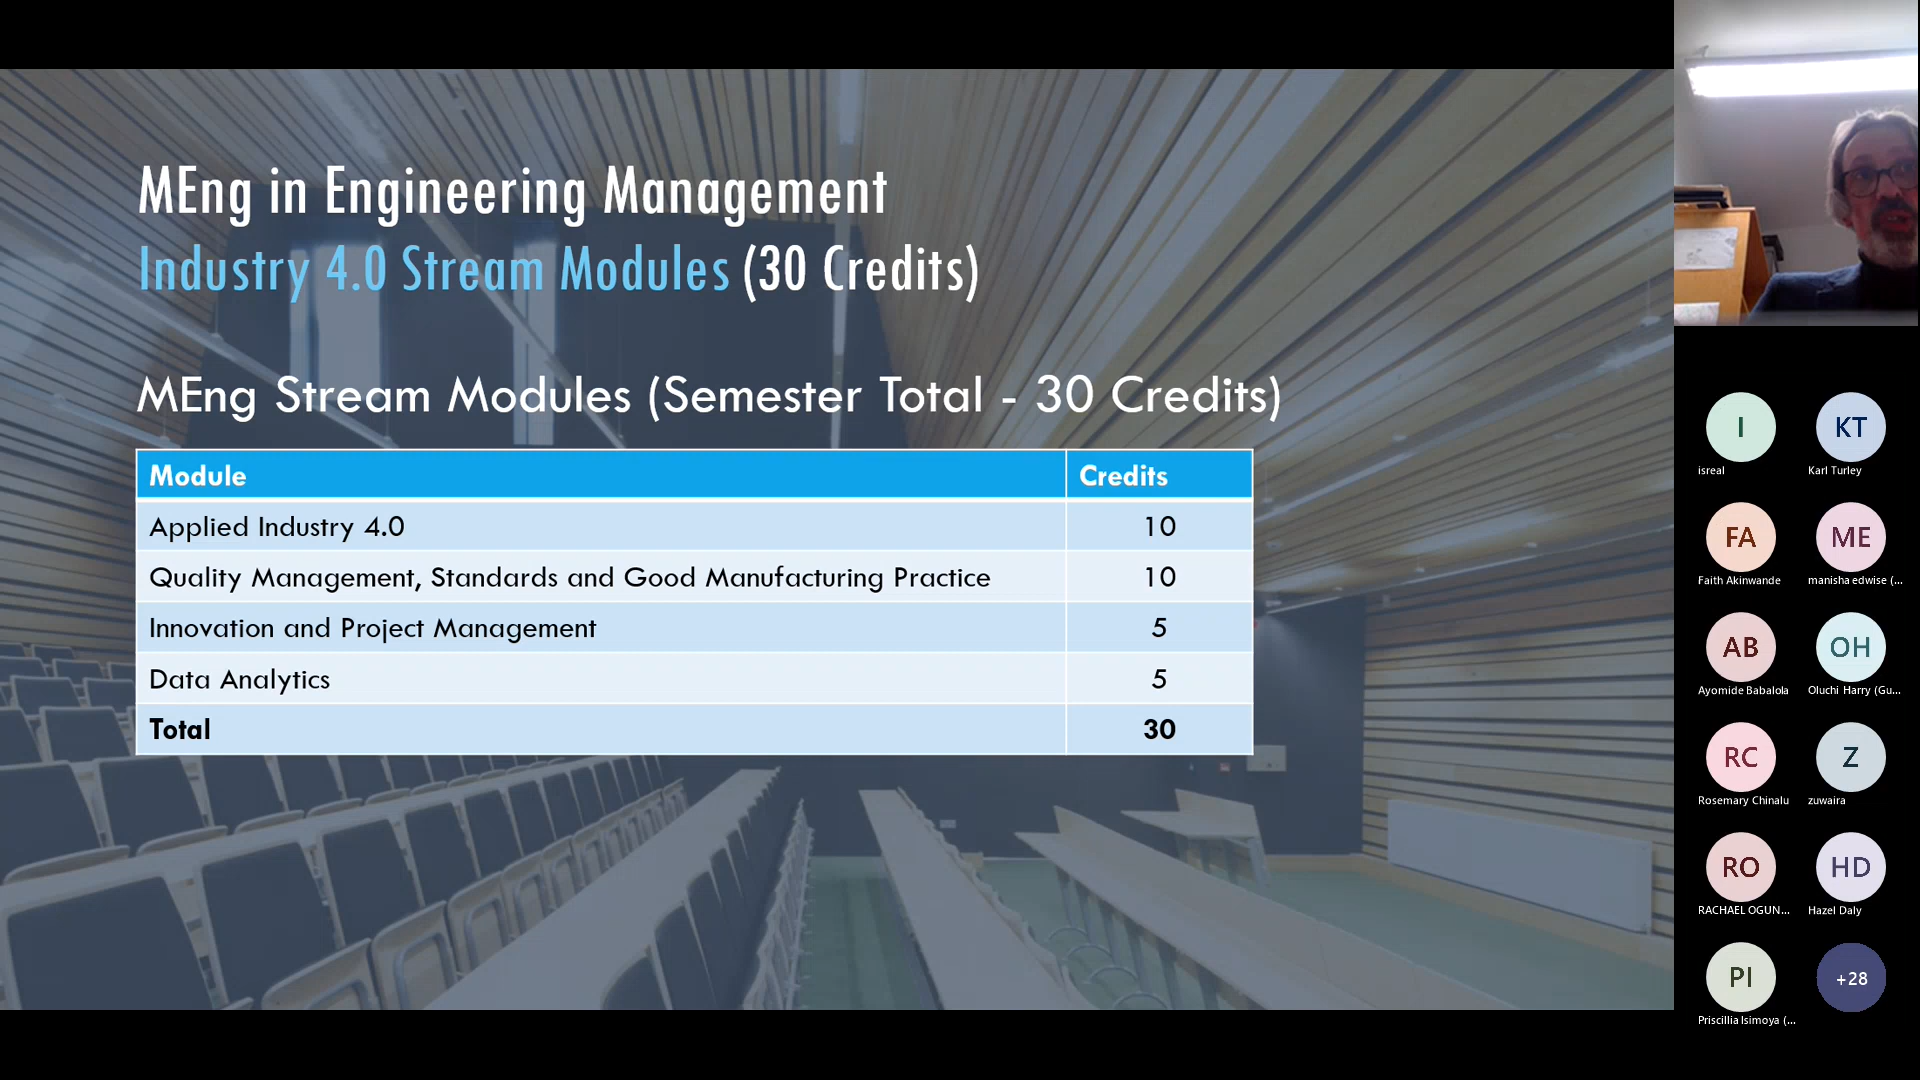 MEng in Engineering Management
Industry 4.0 Stream Modules (30 Credits)
MEng Stream Modules (Semester Total - 30 Credits)
Module Credits
Applied Industry 4.0 10
Quality Management, Standards and Good Manufacturing Practice 10
Innovation and Project Management 5
Data Analytics 5
Total 30
I KT
isreal Karl Turley
FA ME
Faith Akinwande manisha edwise (...
AB OH
Ayomide Babalola Oluchi Harry (Gu...
RC Z
Rosemary Chinalu zuwaira
RO HD
RACHAEL OGUN... Hazel Daly
PI +28
Priscillia Isimoya (...